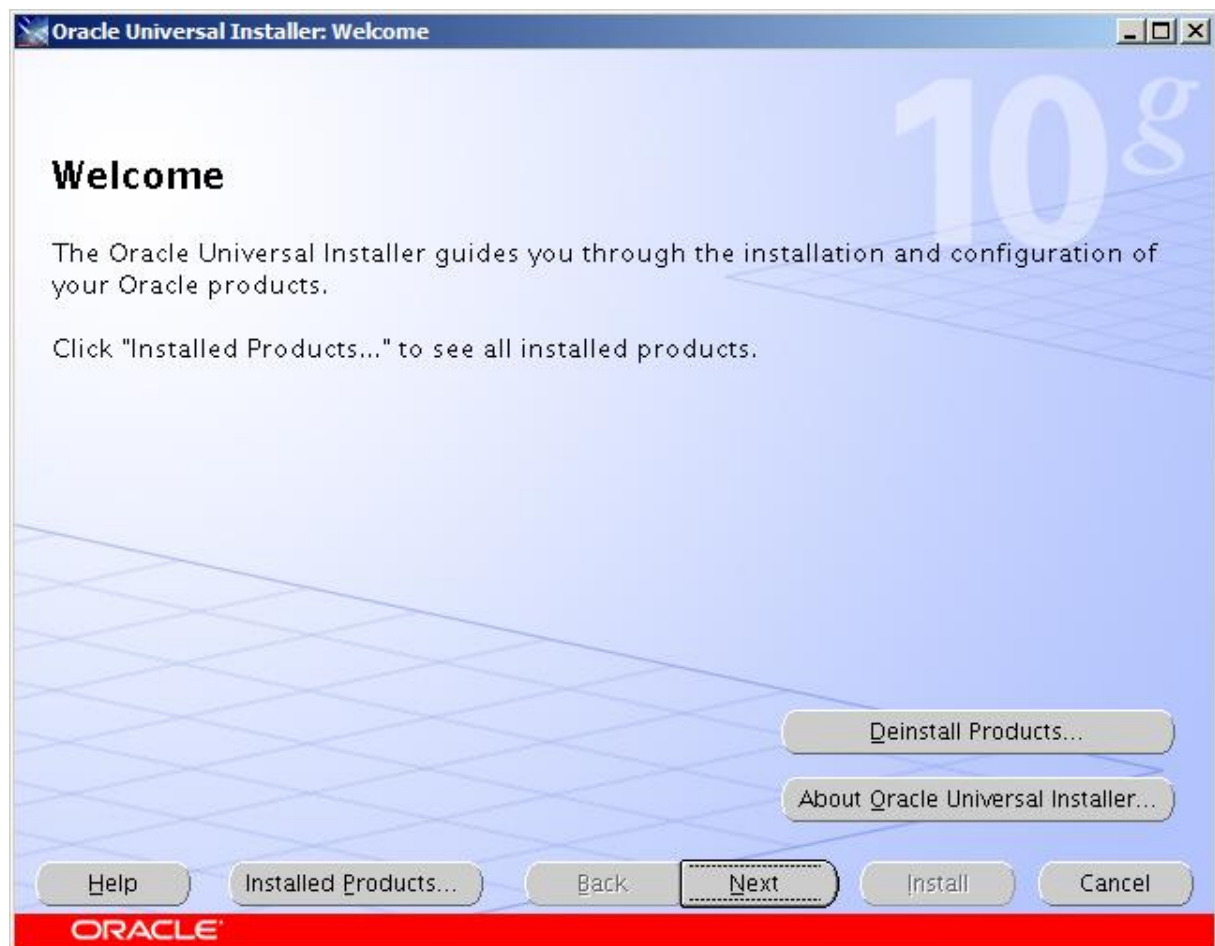 Oracle Universal Installer: Welcome
10g
Welcome
The Oracle Universal Installer guides you through the installation and configuration of
your Oracle products.
Click "Installed Products..." to see all installed products.
Deinstall Products...
About Oracle Universal Installer...
Help Installed Products... Back Next Install Cancel
ORACLE